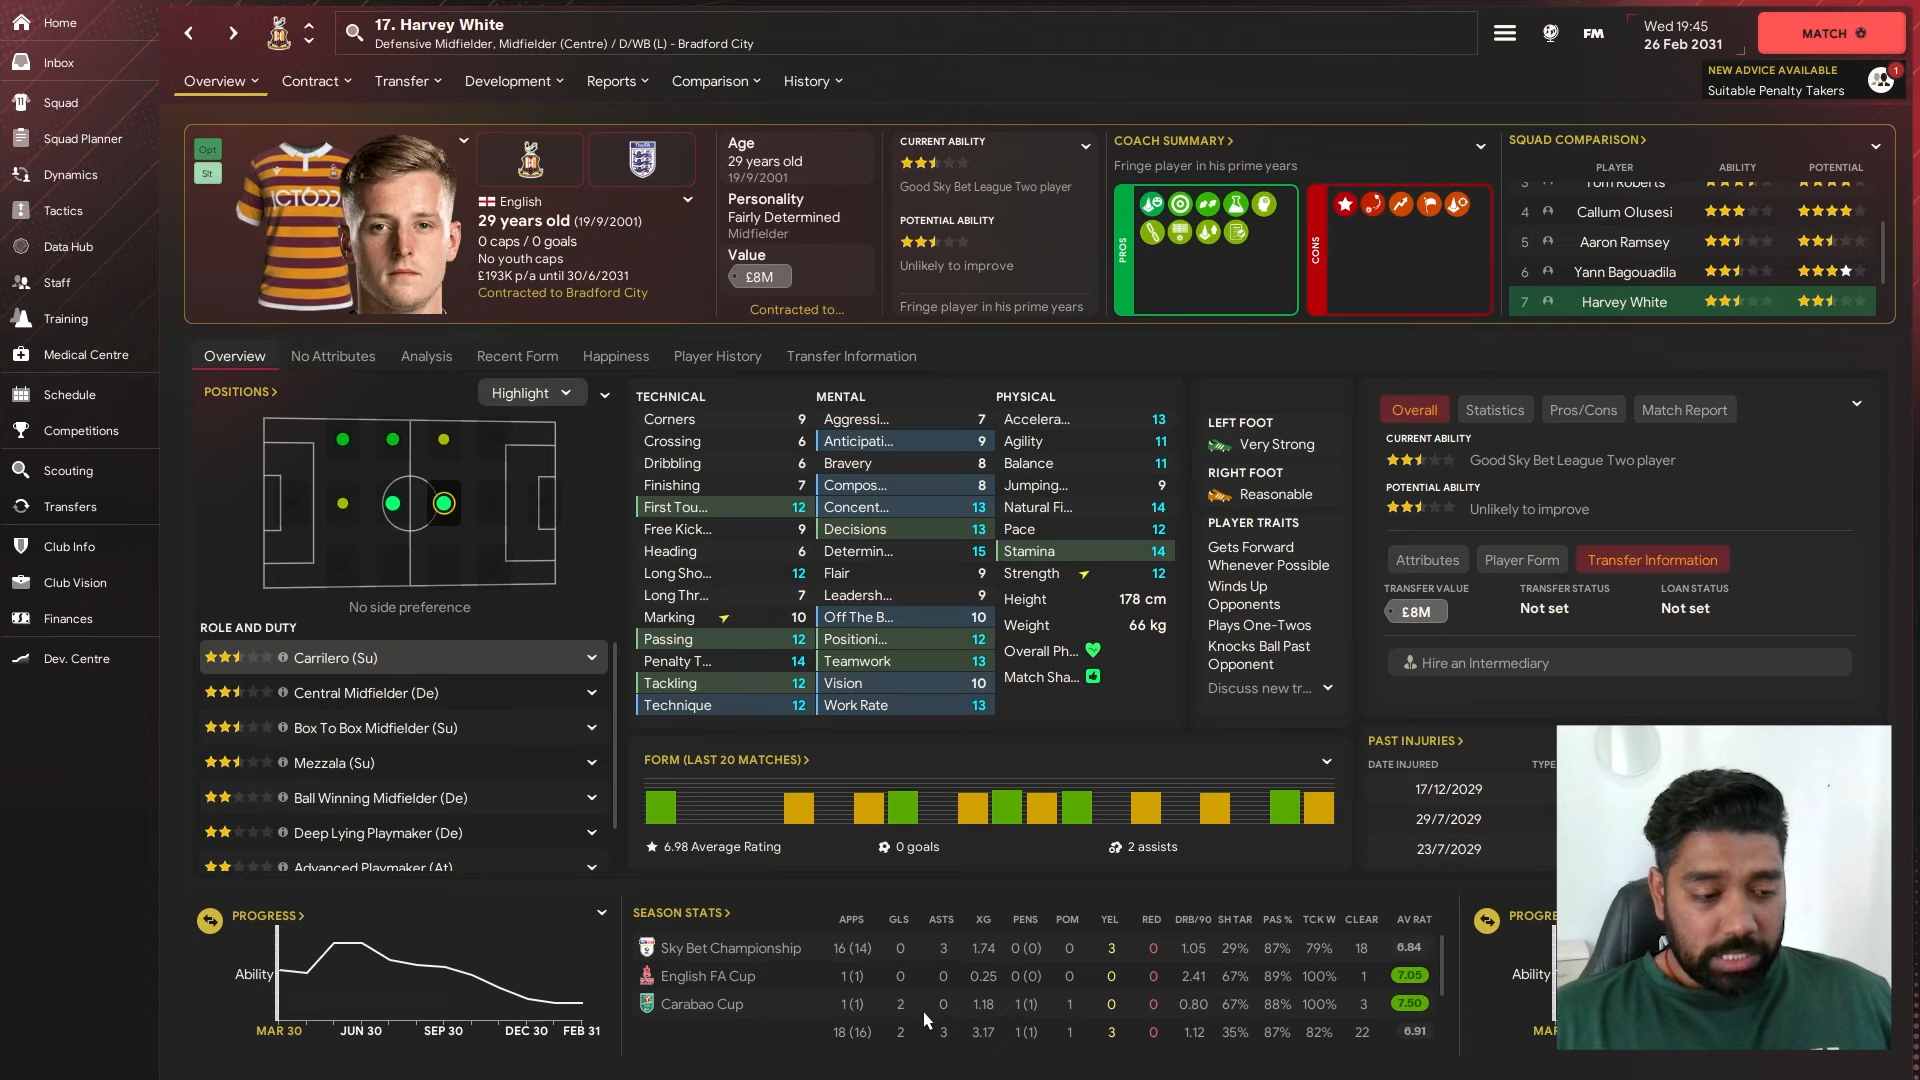 Home
Inbox
Squad
Squad Planner
Dynamics
Tactics
Data Hub
Staff
Training
Medical Centre
Schedule
Competitions
Scouting
Transfers
Club Info
Club Vision
Finances
Dev. Centre
17. Harvey White
Defensive Midfielder, Midfielder (Centre) / D/WB (L) - Bradford City
FM
Wed 19:45
26 Feb 2031
MATCH
Overview Contract Transfer Development Reports Comparison History
NEW ADVICE AVAILABLE
Suitable Penalty Takers
1
Opt
Slt
English
29 years old (19/9/2001)
0 caps / 0 goals
No youth caps
£193K p/a until 30/6/2031
Contracted to Bradford City
Age
29 years old
19/9/2001
Personality
Fairly Determined
Midfielder
Value
£8M
Contracted to...
CURRENT ABILITY
Good Sky Bet League Two player
POTENTIAL ABILITY
Unlikely to improve
Fringe player in his prime years
COACH SUMMARY
Fringe player in his prime years
PROS
CONS
SQUAD COMPARISON
PLAYER ABILITY POTENTIAL
3 Tom Roberts
4 Callum Olusesi
5 Aaron Ramsey
6 Yann Bagouadila
7 Harvey White
Overview No Attributes Analysis Recent Form Happiness Player History Transfer Information
POSITIONS
Highlight
No side preference
ROLE AND DUTY
Carrilero (Su)
Central Midfielder (De)
Box To Box Midfielder (Su)
Mezzala (Su)
Ball Winning Midfielder (De)
Deep Lying Playmaker (De)
Advanced Playmaker (At)
TECHNICAL
Corners 9
Crossing 6
Dribbling 6
Finishing 7
First Tou... 12
Free Kick... 9
Heading 6
Long Sho... 12
Long Thr... 7
Marking 10
Passing 12
Penalty T... 14
Tackling 12
Technique 12
MENTAL
Aggressi... 7
Anticipati... 9
Bravery 8
Compos... 8
Concent... 13
Decisions 13
Determin... 15
Flair 9
Leadersh... 9
Off The B... 10
Positioni... 12
Teamwork 13
Vision 10
Work Rate 13
PHYSICAL
Accelera... 13
Agility 11
Balance 11
Jumping... 9
Natural Fi... 14
Pace 12
Stamina 14
Strength 12
Height 178 cm
Weight 66 kg
Overall Ph...
Match Sha...
LEFT FOOT
Very Strong
RIGHT FOOT
Reasonable
PLAYER TRAITS
Gets Forward
Whenever Possible
Winds Up
Opponents
Plays One-Twos
Knocks Ball Past
Opponent
Discuss new tr...
Overall Statistics Pros/Cons Match Report
CURRENT ABILITY
Good Sky Bet League Two player
POTENTIAL ABILITY
Unlikely to improve
Attributes Player Form Transfer Information
TRANSFER VALUE TRANSFER STATUS LOAN STATUS
£8M Not set Not set
Hire an Intermediary
FORM (LAST 20 MATCHES)
6.98 Average Rating 0 goals 2 assists
PAST INJURIES
DATE INJURED TYPE
17/12/2029
29/7/2029
23/7/2029
PROGRESS
Ability
MAR 30 JUN 30 SEP 30 DEC 30 FEB 31
SEASON STATS
APPS GLS ASTS XG PENS POM YEL RED DRB/90 SH TAR PAS % TCK W CLEAR AV RAT
Sky Bet Championship 16 (14) 0 3 1.74 0 (0) 0 3 0 1.05 29% 87% 79% 18 6.84
English FA Cup 1 (1) 0 0 0.25 0 (0) 0 0 0 2.41 67% 89% 100% 1 7.05
Carabao Cup 1 (1) 2 0 1.18 1 (1) 1 0 0 0.80 67% 88% 100% 3 7.50
18 (16) 2 3 3.17 1 (1) 1 3 0 1.12 35% 87% 82% 22 6.91
PROGRE
Ability
MAR